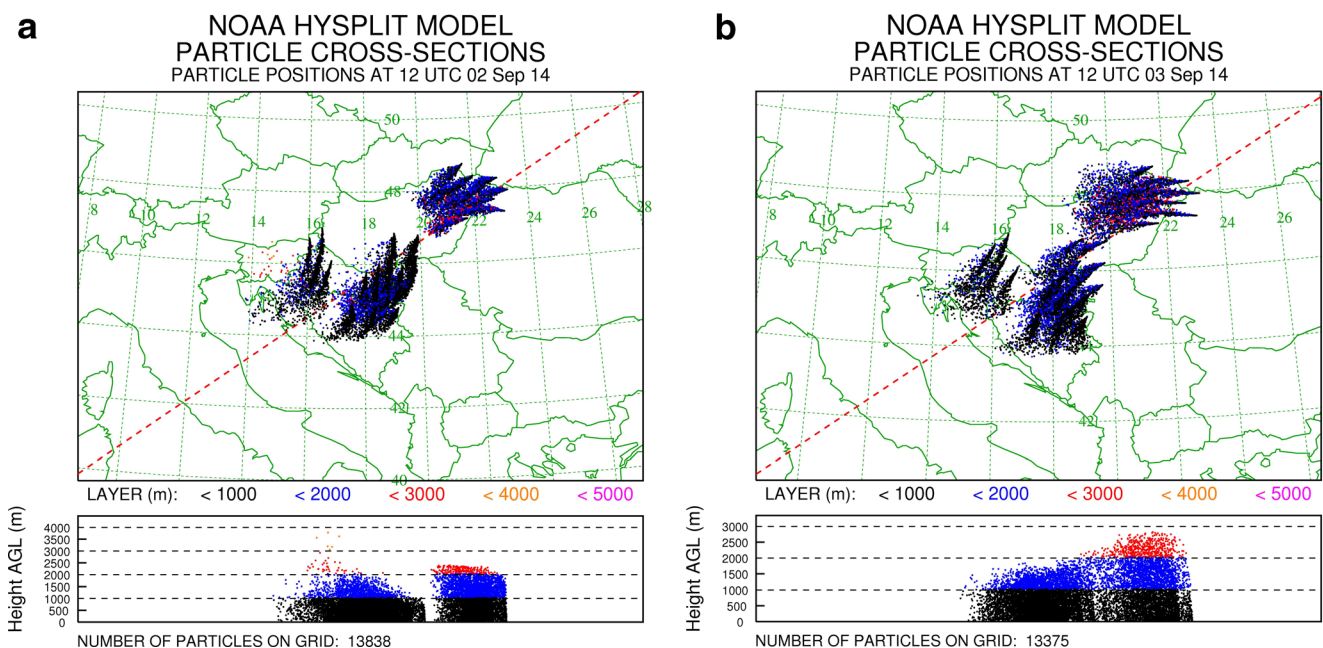 a
NOAA HYSPLIT MODEL
PARTICLE CROSS-SECTIONS
PARTICLE POSITIONS AT 12 UTC 02 Sep 14
50
48
8 10 12 14 16 18 20 22 24 26 28
44
42
40
LAYER (m): < 1000 < 2000 < 3000 < 4000 < 5000
Height AGL (m)
4000
3500
3000
2500
2000
1500
1000
500
0
NUMBER OF PARTICLES ON GRID: 13838
b
NOAA HYSPLIT MODEL
PARTICLE CROSS-SECTIONS
PARTICLE POSITIONS AT 12 UTC 03 Sep 14
50
8 10 12 14 16 18 22 24 26
42
LAYER (m): < 1000 < 2000 < 3000 < 4000 < 5000
Height AGL (m)
3000
2500
2000
1500
1000
500
0
NUMBER OF PARTICLES ON GRID: 13375